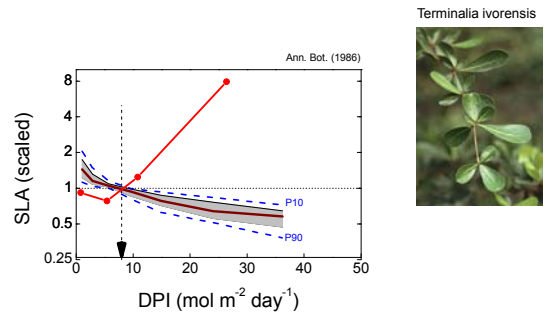 Terminalia ivorensis
Ann. Bot. (1986)
8
4
2
1
0.5
0.25
SLA (scaled)
P10
P90
0 10 20 30 40 50
DPI (mol m⁻² day⁻¹)